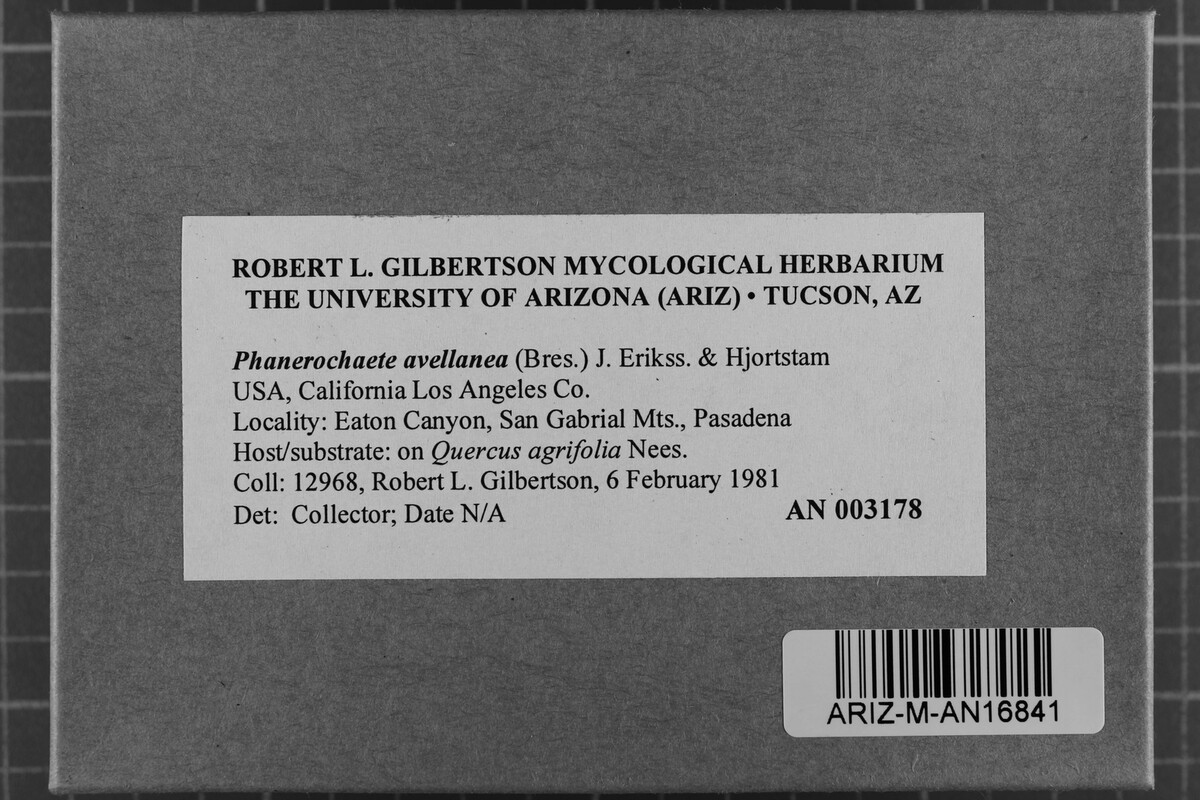 ROBERT L. GILBERTSON MYCOLOGICAL HERBARIUM
THE UNIVERSITY OF ARIZONA (ARIZ) • TUCSON, AZ
Phanerochaete avellanea (Bres.) J. Erikss. & Hjortstam
USA, California Los Angeles Co.
Locality: Eaton Canyon, San Gabrial Mts., Pasadena
Host/substrate: on Quercus agrifolia Nees.
Coll: 12968, Robert L. Gilbertson, 6 February 1981
Det: Collector; Date N/A AN 003178
ARIZ-M-AN16841